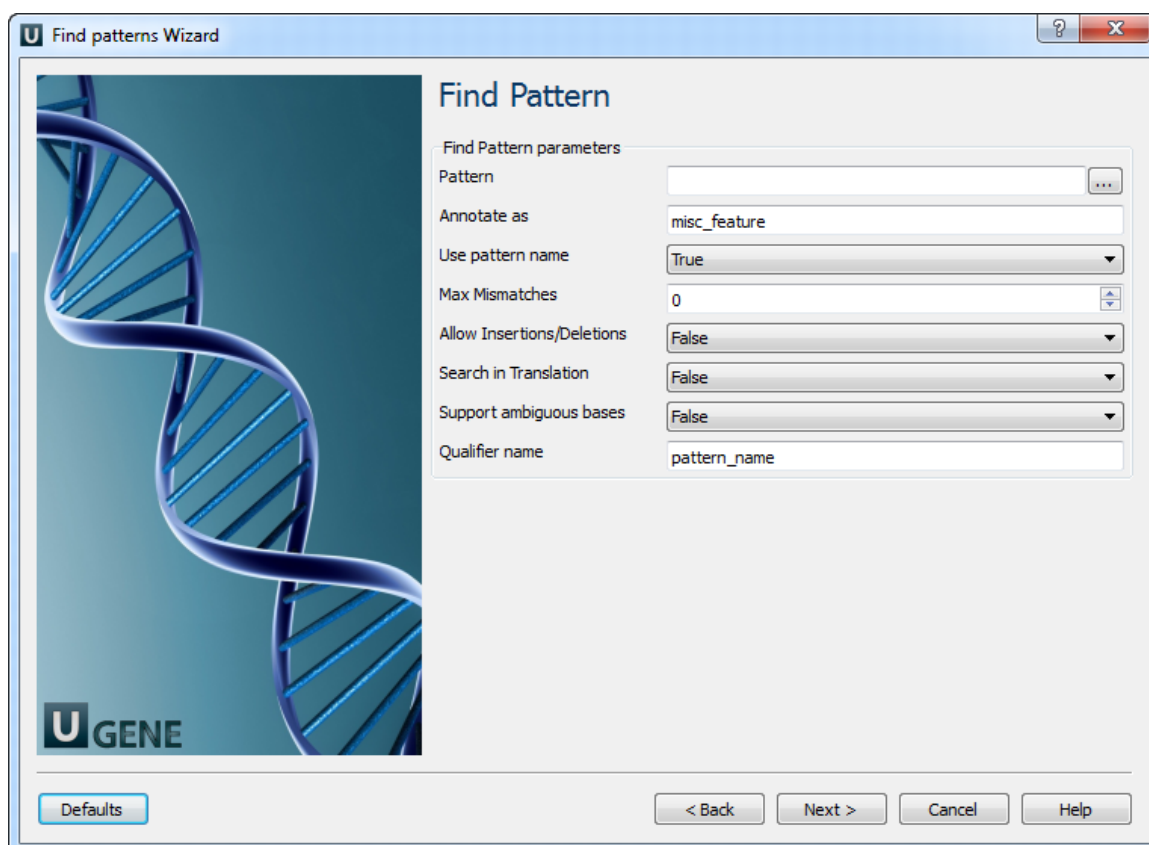 U Find patterns Wizard
Find Pattern
Find Pattern parameters
Pattern
...
Annotate as misc_feature
Use pattern name True
Max Mismatches 0
Allow Insertions/Deletions False
Search in Translation False
Support ambiguous bases False
Qualifier name pattern_name
U GENE
Defaults < Back Next > Cancel Help